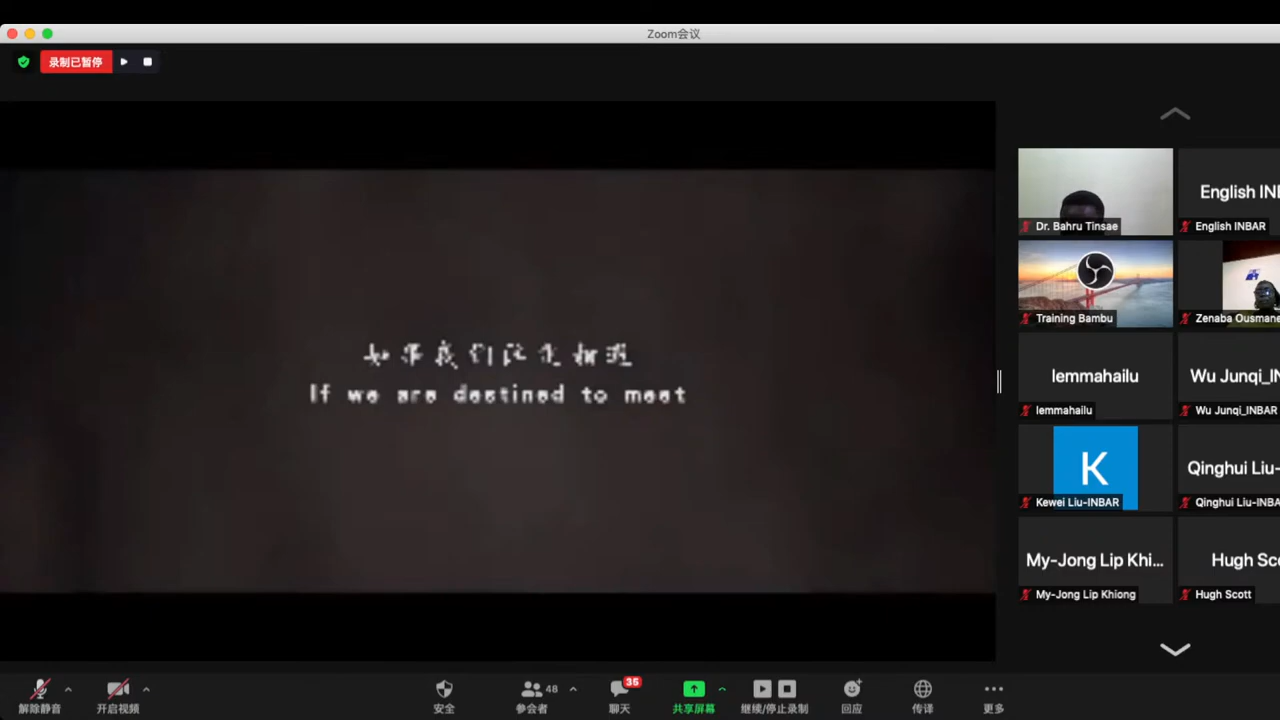 Zoom会议
录制已暂停
如果我们注定相遇
If we are destined to meet
Dr. Bahru Tinsae
English INB
English INBAR
Training Bambu
Zenaba Ousmane
lemmahailu
lemmahailu
Wu Junqi_IN
Wu Junqi_INBAR
K
Kewei Liu-INBAR
Qinghui Liu-
Qinghui Liu-INBA
My-Jong Lip Khi...
My-Jong Lip Khiong
Hugh Sco
Hugh Scott
解除静音
开启视频
安全
48
参会者
35
聊天
共享屏幕
继续/停止录制
回应
传译
更多